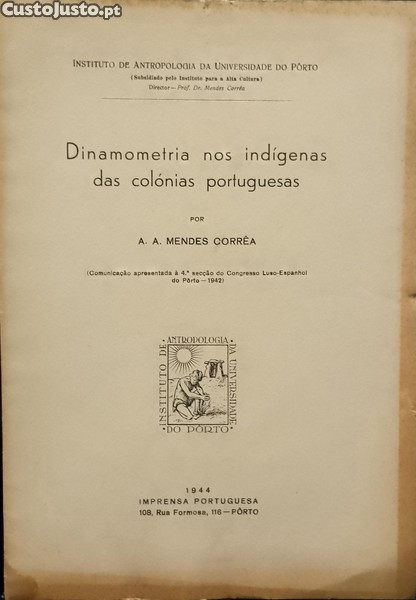 CustoJusto.pt
INSTITUTO DE ANTROPOLOGIA DA UNIVERSIDADE DO PÔRTO
(Subsidiado pelo Instituto para a Alta Cultura)
Director—Prof. Dr. Mendes Corrêa
Dinamometria nos indígenas
das colónias portuguesas
POR
A. A. MENDES CORRÊA
(Comunicação apresentada à 4.ª secção do Congresso Luso-Espanhol
do Pôrto—1942)
INSTITUTO DE
ANTROPOLOGIA
DA UNIVERSIDADE
DO PÔRTO
1944
IMPRENSA PORTUGUESA
108, Rua Formosa, 116—PÔRTO